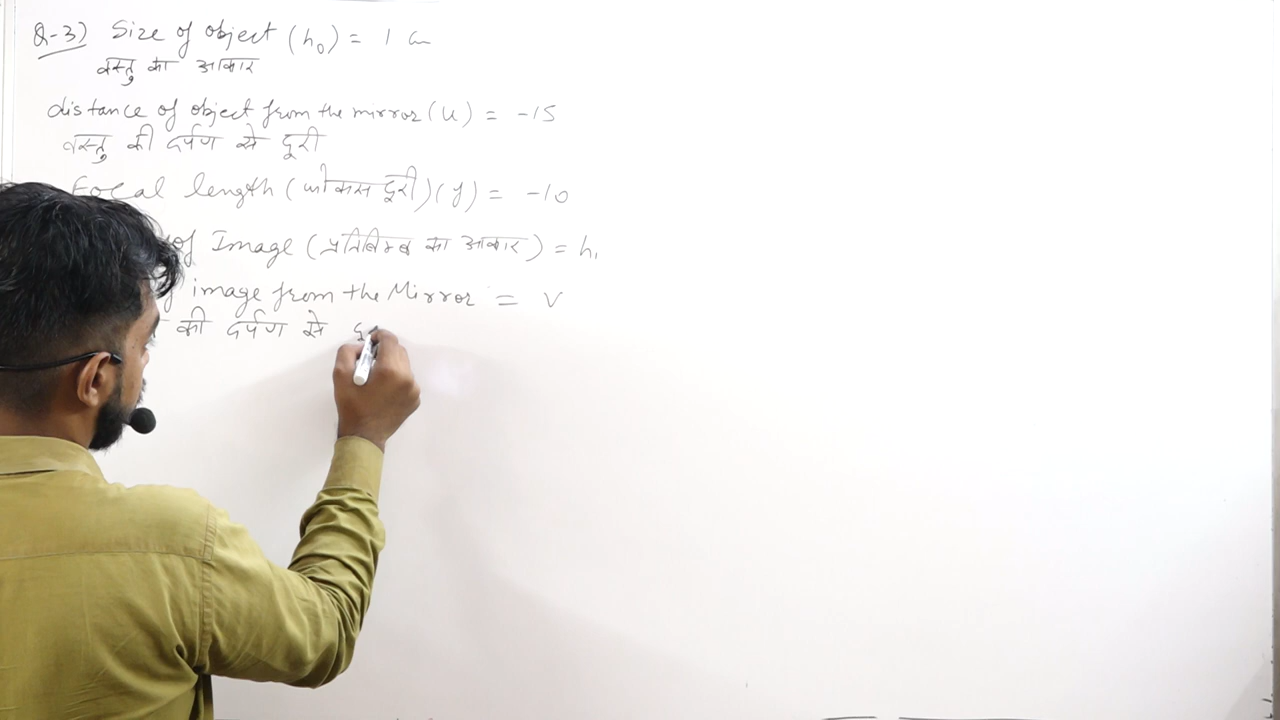 Q-3) Size of object (h₀) = 1 cm
वस्तु का आकार
distance of object from the mirror (u) = -15
वस्तु की दर्पण से दूरी
Focal length (फोकस दूरी) (f) = -10
of Image (प्रतिबिम्ब का आकार) = h₁
image from the Mirror = v
की दर्पण से